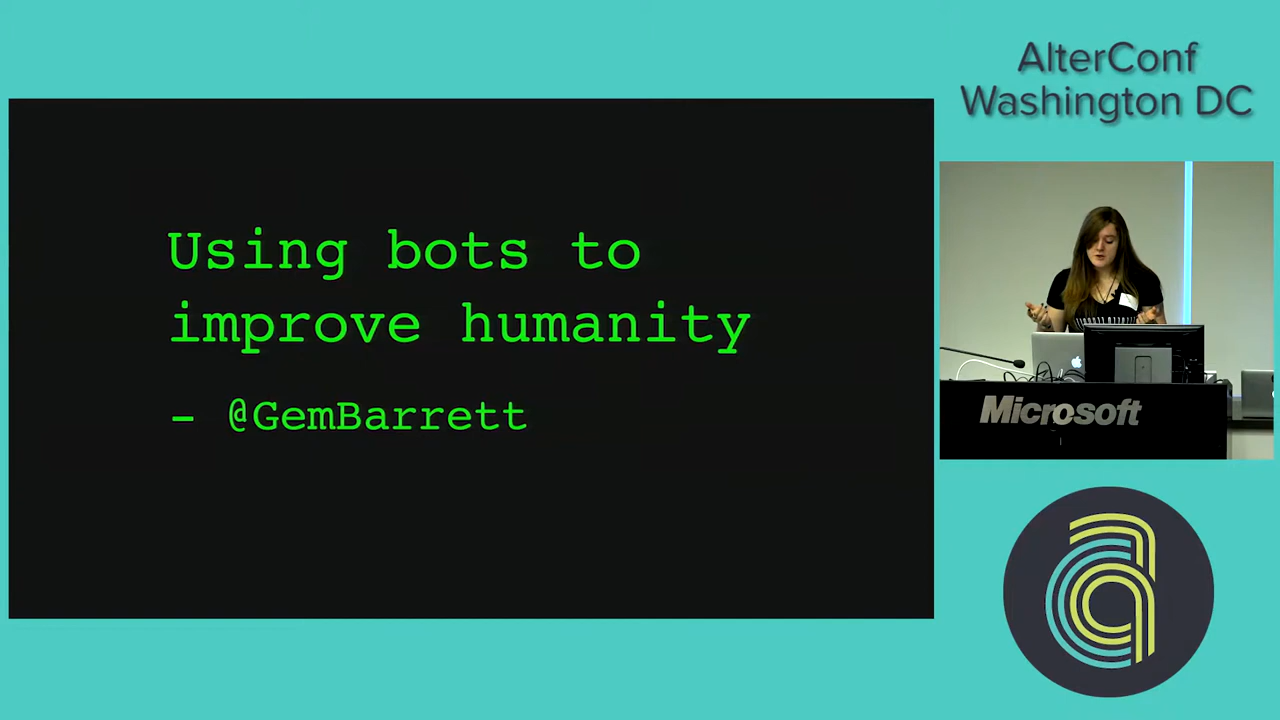 AlterConf
Washington DC
Using bots to
improve humanity
- @GemBarrett
Microsoft